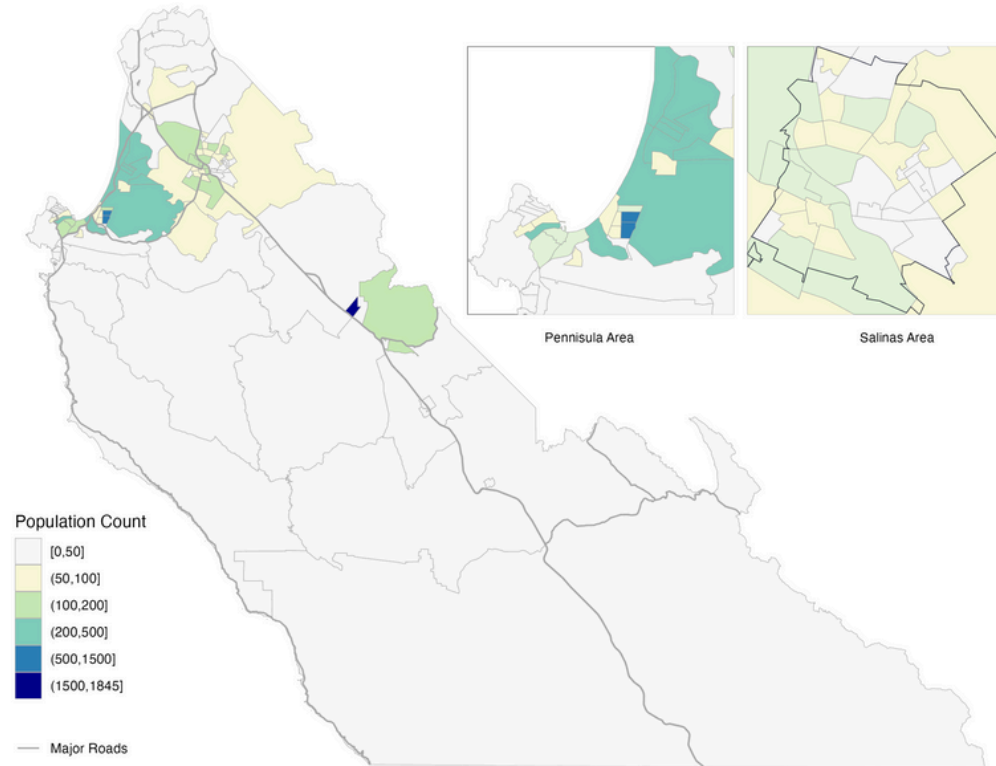 Pennisula Area
Salinas Area
Population Count
[0,50]
(50,100]
(100,200]
(200,500]
(500,1500]
(1500,1845]
Major Roads